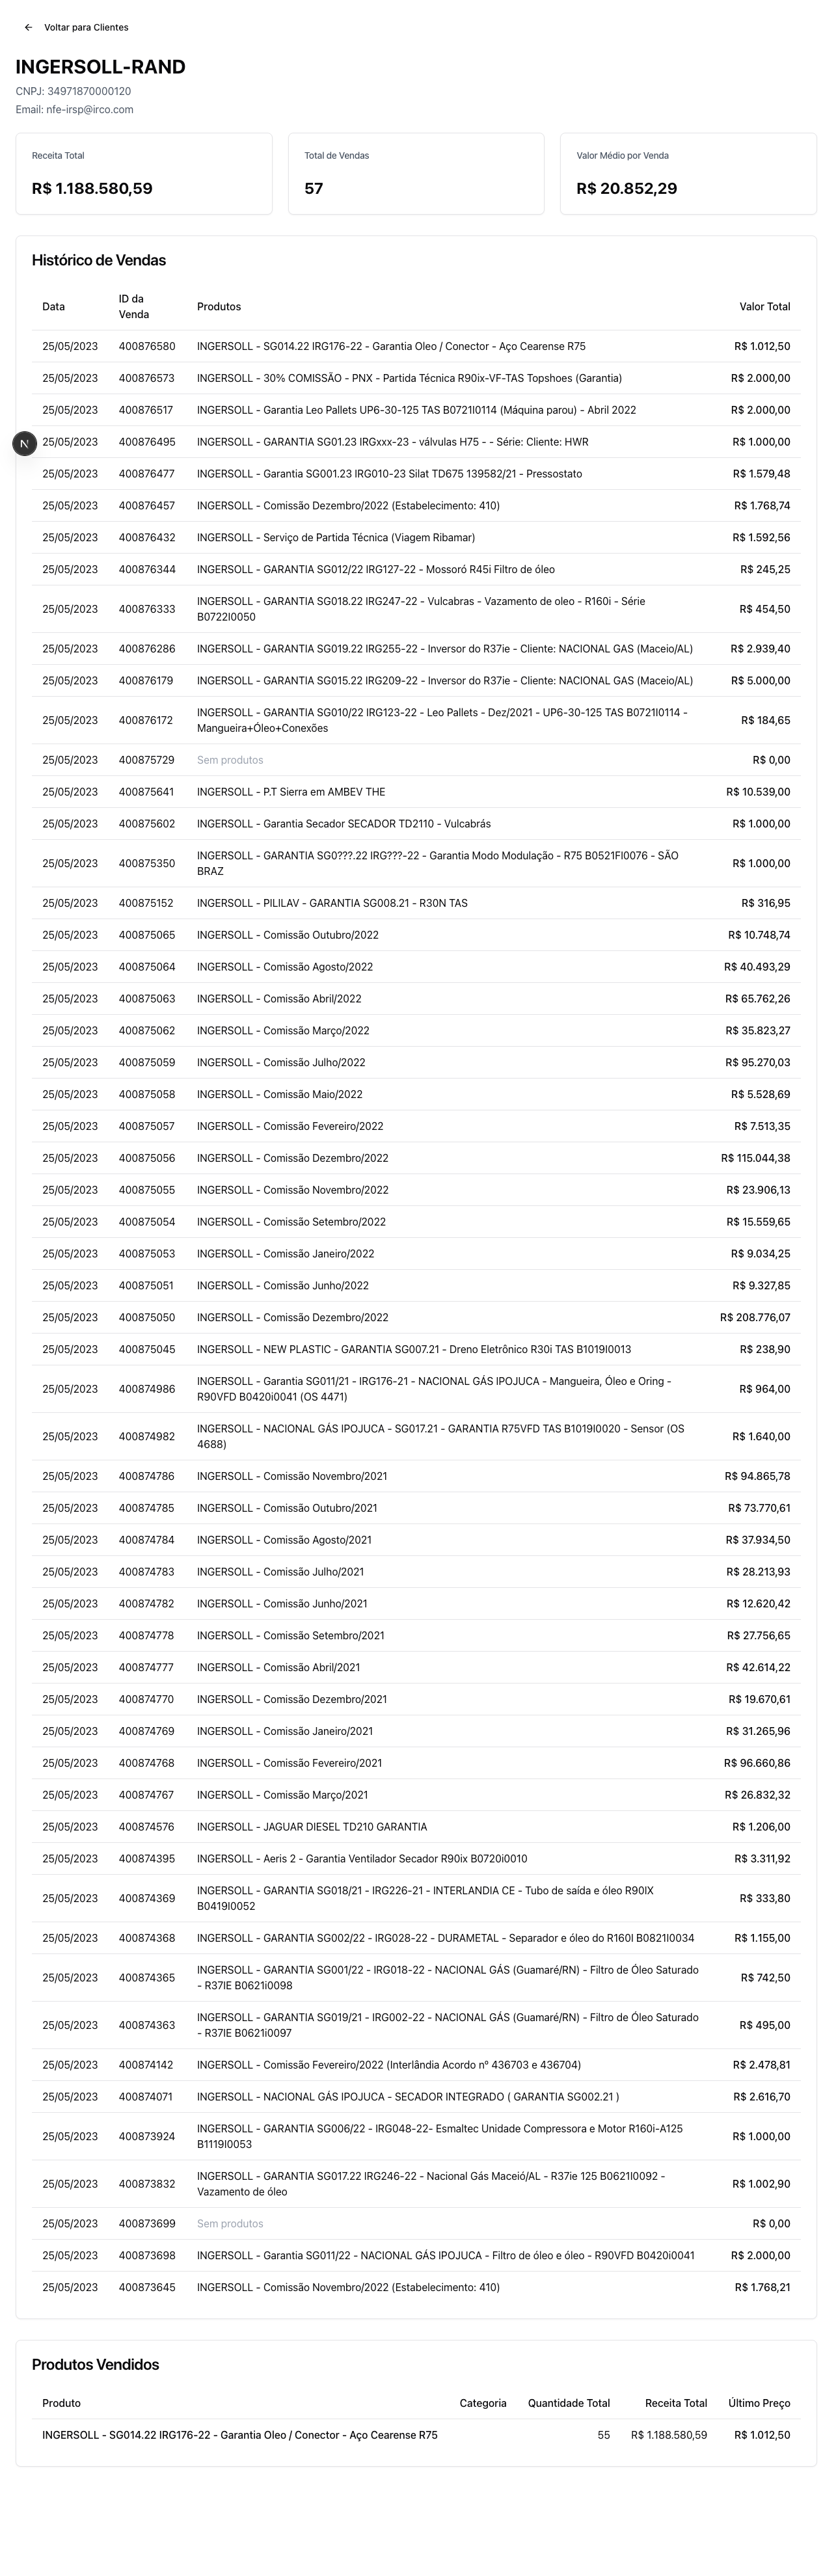 Voltar para Clientes
INGERSOLL-RAND
CNPJ: 34971870000120
Email: nfe-irsp@irco.com
Receita Total
R$ 1.188.580,59
Total de Vendas
57
Valor Médio por Venda
R$ 20.852,29
Histórico de Vendas
Data ID da Venda Produtos Valor Total
25/05/2023 400876580 INGERSOLL - SG014.22 IRG176-22 - Garantia Oleo / Conector - Aço Cearense R75 R$ 1.012,50
25/05/2023 400876573 INGERSOLL - 30% COMISSÃO - PNX - Partida Técnica R90ix-VF-TAS Topshoes (Garantia) R$ 2.000,00
25/05/2023 400876517 INGERSOLL - Garantia Leo Pallets UP6-30-125 TAS B0721I0114 (Máquina parou) - Abril 2022 R$ 2.000,00
N
25/05/2023 400876495 INGERSOLL - GARANTIA SG01.23 IRGxxx-23 - válvulas H75 - - Série: Cliente: HWR R$ 1.000,00
25/05/2023 400876477 INGERSOLL - Garantia SG001.23 IRG010-23 Silat TD675 139582/21 - Pressostato R$ 1.579,48
25/05/2023 400876457 INGERSOLL - Comissão Dezembro/2022 (Estabelecimento: 410) R$ 1.768,74
25/05/2023 400876432 INGERSOLL - Serviço de Partida Técnica (Viagem Ribamar) R$ 1.592,56
25/05/2023 400876344 INGERSOLL - GARANTIA SG012/22 IRG127-22 - Mossoró R45i Filtro de óleo R$ 245,25
25/05/2023 400876333 INGERSOLL - GARANTIA SG018.22 IRG247-22 - Vulcabras - Vazamento de oleo - R160i - Série
B0722I0050 R$ 454,50
25/05/2023 400876286 INGERSOLL - GARANTIA SG019.22 IRG255-22 - Inversor do R37ie - Cliente: NACIONAL GAS (Maceio/AL) R$ 2.939,40
25/05/2023 400876179 INGERSOLL - GARANTIA SG015.22 IRG209-22 - Inversor do R37ie - Cliente: NACIONAL GAS (Maceio/AL) R$ 5.000,00
25/05/2023 400876172 INGERSOLL - GARANTIA SG010/22 IRG123-22 - Leo Pallets - Dez/2021 - UP6-30-125 TAS B0721I0114 -
Mangueira+Óleo+Conexões R$ 184,65
25/05/2023 400875729 Sem produtos R$ 0,00
25/05/2023 400875641 INGERSOLL - P.T Sierra em AMBEV THE R$ 10.539,00
25/05/2023 400875602 INGERSOLL - Garantia Secador SECADOR TD2110 - Vulcabrás R$ 1.000,00
25/05/2023 400875350 INGERSOLL - GARANTIA SG0???.22 IRG???-22 - Garantia Modo Modulação - R75 B0521FI0076 - SÃO
BRAZ R$ 1.000,00
25/05/2023 400875152 INGERSOLL - PILILAV - GARANTIA SG008.21 - R30N TAS R$ 316,95
25/05/2023 400875065 INGERSOLL - Comissão Outubro/2022 R$ 10.748,74
25/05/2023 400875064 INGERSOLL - Comissão Agosto/2022 R$ 40.493,29
25/05/2023 400875063 INGERSOLL - Comissão Abril/2022 R$ 65.762,26
25/05/2023 400875062 INGERSOLL - Comissão Março/2022 R$ 35.823,27
25/05/2023 400875059 INGERSOLL - Comissão Julho/2022 R$ 95.270,03
25/05/2023 400875058 INGERSOLL - Comissão Maio/2022 R$ 5.528,69
25/05/2023 400875057 INGERSOLL - Comissão Fevereiro/2022 R$ 7.513,35
25/05/2023 400875056 INGERSOLL - Comissão Dezembro/2022 R$ 115.044,38
25/05/2023 400875055 INGERSOLL - Comissão Novembro/2022 R$ 23.906,13
25/05/2023 400875054 INGERSOLL - Comissão Setembro/2022 R$ 15.559,65
25/05/2023 400875053 INGERSOLL - Comissão Janeiro/2022 R$ 9.034,25
25/05/2023 400875051 INGERSOLL - Comissão Junho/2022 R$ 9.327,85
25/05/2023 400875050 INGERSOLL - Comissão Dezembro/2022 R$ 208.776,07
25/05/2023 400875045 INGERSOLL - NEW PLASTIC - GARANTIA SG007.21 - Dreno Eletrônico R30i TAS B1019I0013 R$ 238,90
25/05/2023 400874986 INGERSOLL - Garantia SG011/21 - IRG176-21 - NACIONAL GÁS IPOJUCA - Mangueira, Óleo e Oring -
R90VFD B0420i0041 (OS 4471) R$ 964,00
25/05/2023 400874982 INGERSOLL - NACIONAL GÁS IPOJUCA - SG017.21 - GARANTIA R75VFD TAS B1019I0020 - Sensor (OS
4688) R$ 1.640,00
25/05/2023 400874786 INGERSOLL - Comissão Novembro/2021 R$ 94.865,78
25/05/2023 400874785 INGERSOLL - Comissão Outubro/2021 R$ 73.770,61
25/05/2023 400874784 INGERSOLL - Comissão Agosto/2021 R$ 37.934,50
25/05/2023 400874783 INGERSOLL - Comissão Julho/2021 R$ 28.213,93
25/05/2023 400874782 INGERSOLL - Comissão Junho/2021 R$ 12.620,42
25/05/2023 400874778 INGERSOLL - Comissão Setembro/2021 R$ 27.756,65
25/05/2023 400874777 INGERSOLL - Comissão Abril/2021 R$ 42.614,22
25/05/2023 400874770 INGERSOLL - Comissão Dezembro/2021 R$ 19.670,61
25/05/2023 400874769 INGERSOLL - Comissão Janeiro/2021 R$ 31.265,96
25/05/2023 400874768 INGERSOLL - Comissão Fevereiro/2021 R$ 96.660,86
25/05/2023 400874767 INGERSOLL - Comissão Março/2021 R$ 26.832,32
25/05/2023 400874576 INGERSOLL - JAGUAR DIESEL TD210 GARANTIA R$ 1.206,00
25/05/2023 400874395 INGERSOLL - Aeris 2 - Garantia Ventilador Secador R90ix B0720i0010 R$ 3.311,92
25/05/2023 400874369 INGERSOLL - GARANTIA SG018/21 - IRG226-21 - INTERLANDIA CE - Tubo de saída e óleo R90IX
B0419I0052 R$ 333,80
25/05/2023 400874368 INGERSOLL - GARANTIA SG002/22 - IRG028-22 - DURAMETAL - Separador e óleo do R160I B0821I0034 R$ 1.155,00
25/05/2023 400874365 INGERSOLL - GARANTIA SG001/22 - IRG018-22 - NACIONAL GÁS (Guamaré/RN) - Filtro de Óleo Saturado
- R37IE B0621i0098 R$ 742,50
25/05/2023 400874363 INGERSOLL - GARANTIA SG019/21 - IRG002-22 - NACIONAL GÁS (Guamaré/RN) - Filtro de Óleo Saturado
- R37IE B0621i0097 R$ 495,00
25/05/2023 400874142 INGERSOLL - Comissão Fevereiro/2022 (Interlândia Acordo nº 436703 e 436704) R$ 2.478,81
25/05/2023 400874071 INGERSOLL - NACIONAL GÁS IPOJUCA - SECADOR INTEGRADO ( GARANTIA SG002.21 ) R$ 2.616,70
25/05/2023 400873924 INGERSOLL - GARANTIA SG006/22 - IRG048-22- Esmaltec Unidade Compressora e Motor R160i-A125
B1119I0053 R$ 1.000,00
25/05/2023 400873832 INGERSOLL - GARANTIA SG017.22 IRG246-22 - Nacional Gás Maceió/AL - R37ie 125 B0621I0092 -
Vazamento de óleo R$ 1.002,90
25/05/2023 400873699 Sem produtos R$ 0,00
25/05/2023 400873698 INGERSOLL - Garantia SG011/22 - NACIONAL GÁS IPOJUCA - Filtro de óleo e óleo - R90VFD B0420i0041 R$ 2.000,00
25/05/2023 400873645 INGERSOLL - Comissão Novembro/2022 (Estabelecimento: 410) R$ 1.768,21
Produtos Vendidos
Produto Categoria Quantidade Total Receita Total Último Preço
INGERSOLL - SG014.22 IRG176-22 - Garantia Oleo / Conector - Aço Cearense R75 55 R$ 1.188.580,59 R$ 1.012,50